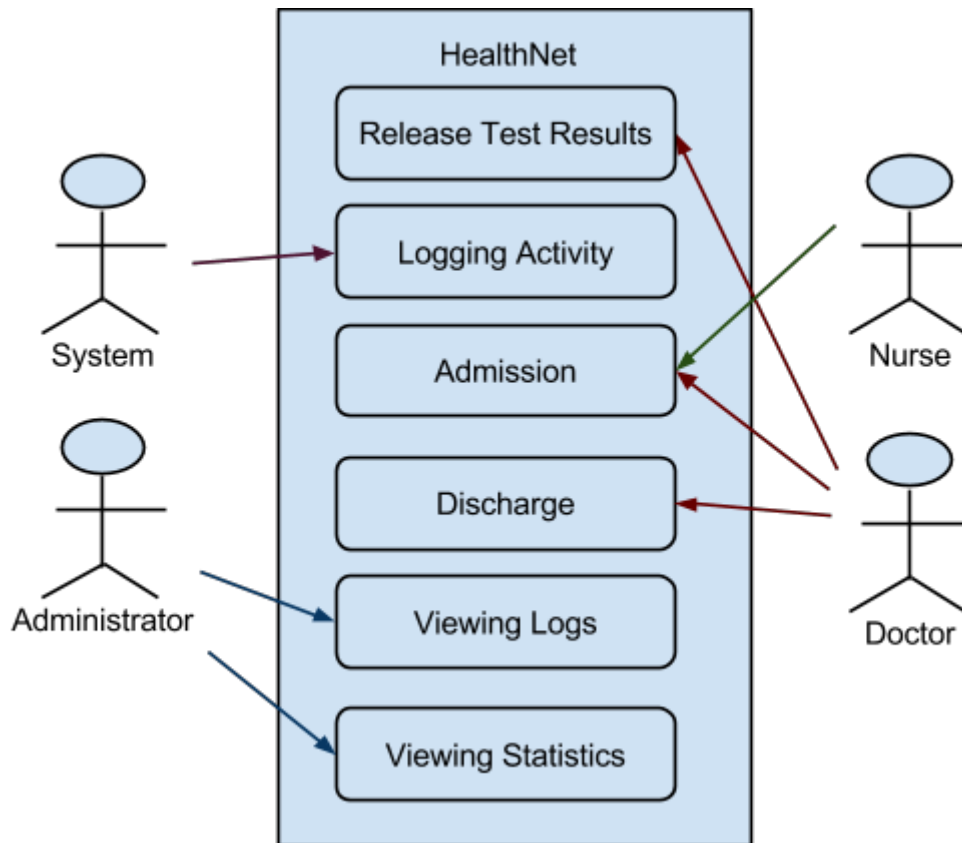 HealthNet
Release Test Results
Logging Activity
Admission
Discharge
Viewing Logs
Viewing Statistics
System
Administrator
Nurse
Doctor